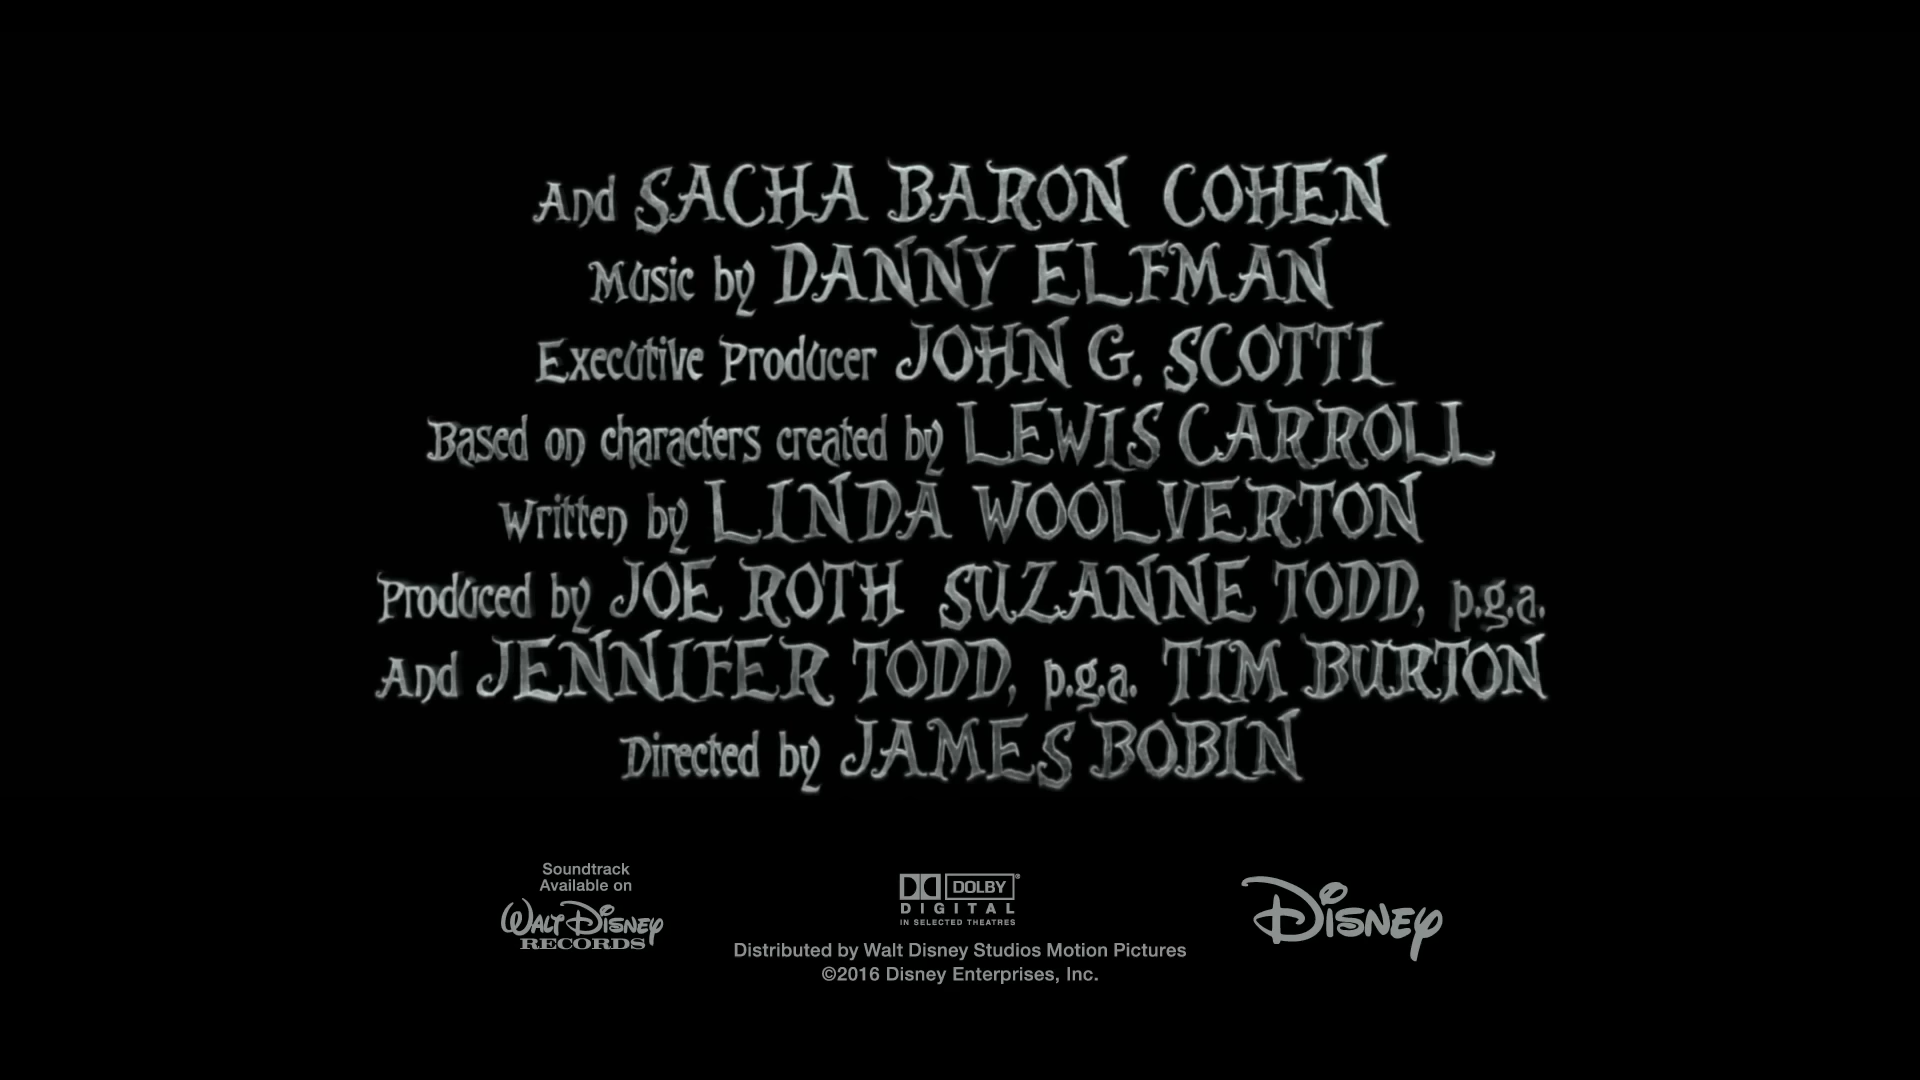 And SACHA BARON COHEN
Music by DANNY ELFMAN
Executive Producer JOHN G. SCOTTI
Based on characters created by LEWIS CARROLL
Written by LINDA WOOLVERTON
Produced by JOE ROTH SUZANNE TODD, p.g.a.
And JENNIFER TODD, p.g.a. TIM BURTON
Directed by JAMES BOBIN
Soundtrack
Available on
WALT DISNEY
RECORDS
DOLBY
DIGITAL
IN SELECTED THEATRES
Distributed by Walt Disney Studios Motion Pictures
©2016 Disney Enterprises, Inc.
DISNEY